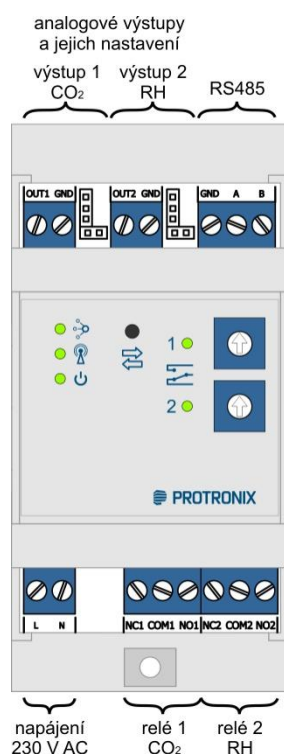 analogové výstupy
a jejich nastavení
výstup 1 výstup 2
CO₂ RH RS485
OUT1 GND OUT2 GND GND A B
1
2
PROTRONIX
L N NC1 COM1 NO1 NC2 COM2 NO2
napájení relé 1 relé 2
230 V AC CO₂ RH